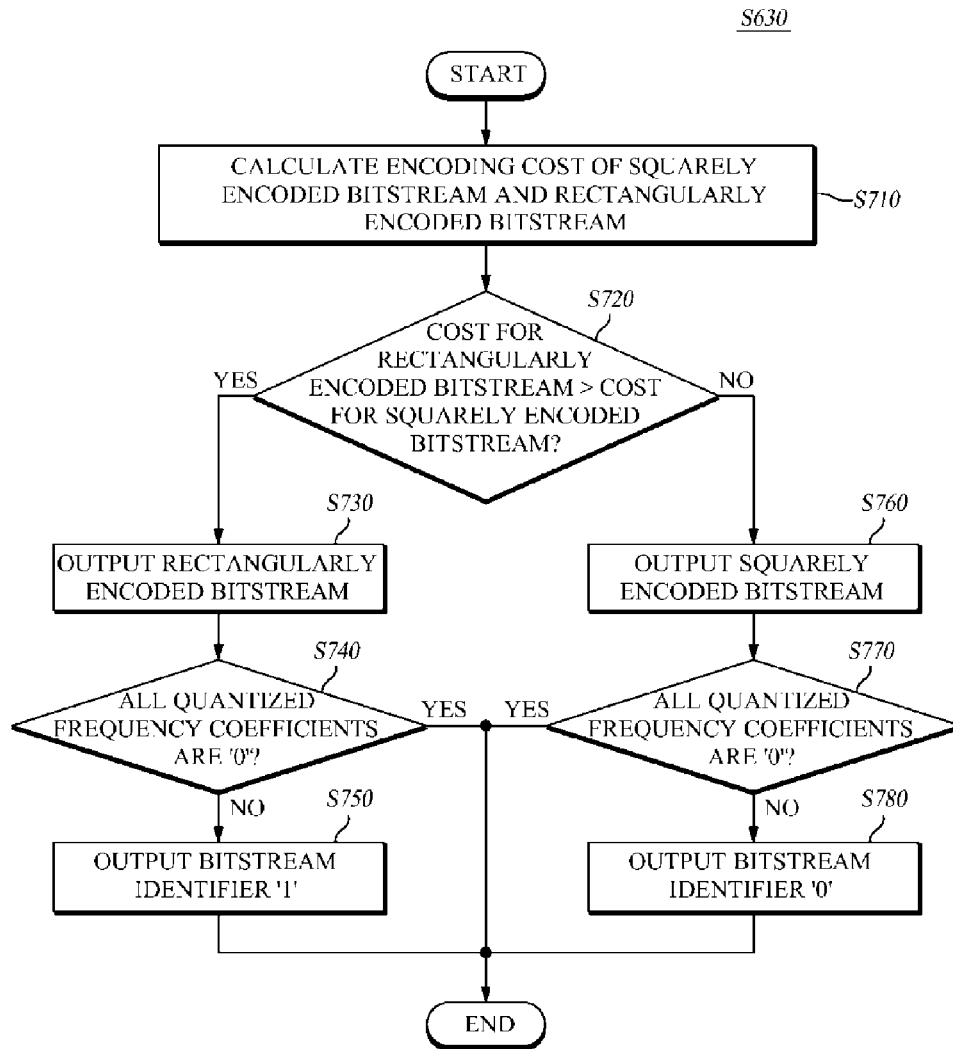 S630
START
CALCULATE ENCODING COST OF SQUARELY
ENCODED BITSTREAM AND RECTANGULARLY
ENCODED BITSTREAM
S710
S720
COST FOR
RECTANGULARLY
ENCODED BITSTREAM > COST
FOR SQUARELY ENCODED
BITSTREAM?
YES
NO
S730
OUTPUT RECTANGULARLY
ENCODED BITSTREAM
S760
OUTPUT SQUARELY
ENCODED BITSTREAM
S740
ALL QUANTIZED
FREQUENCY COEFFICIENTS
ARE '0'?
YES
YES
S770
ALL QUANTIZED
FREQUENCY COEFFICIENTS
ARE '0'?
NO
NO
S750
OUTPUT BITSTREAM
IDENTIFIER '1'
S780
OUTPUT BITSTREAM
IDENTIFIER '0'
END